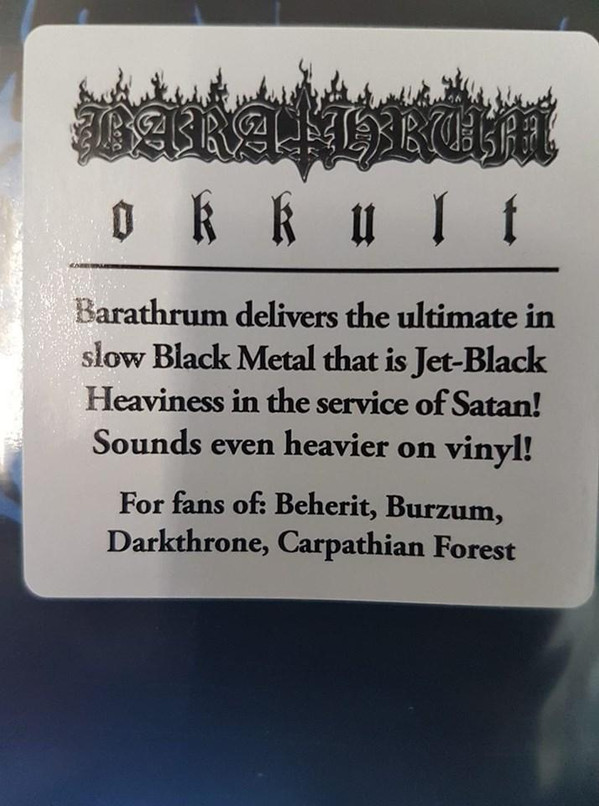 BARATHRUM
okkult
Barathrum delivers the ultimate in
slow Black Metal that is Jet-Black
Heaviness in the service of Satan!
Sounds even heavier on vinyl!
For fans of: Beherit, Burzum,
Darkthrone, Carpathian Forest